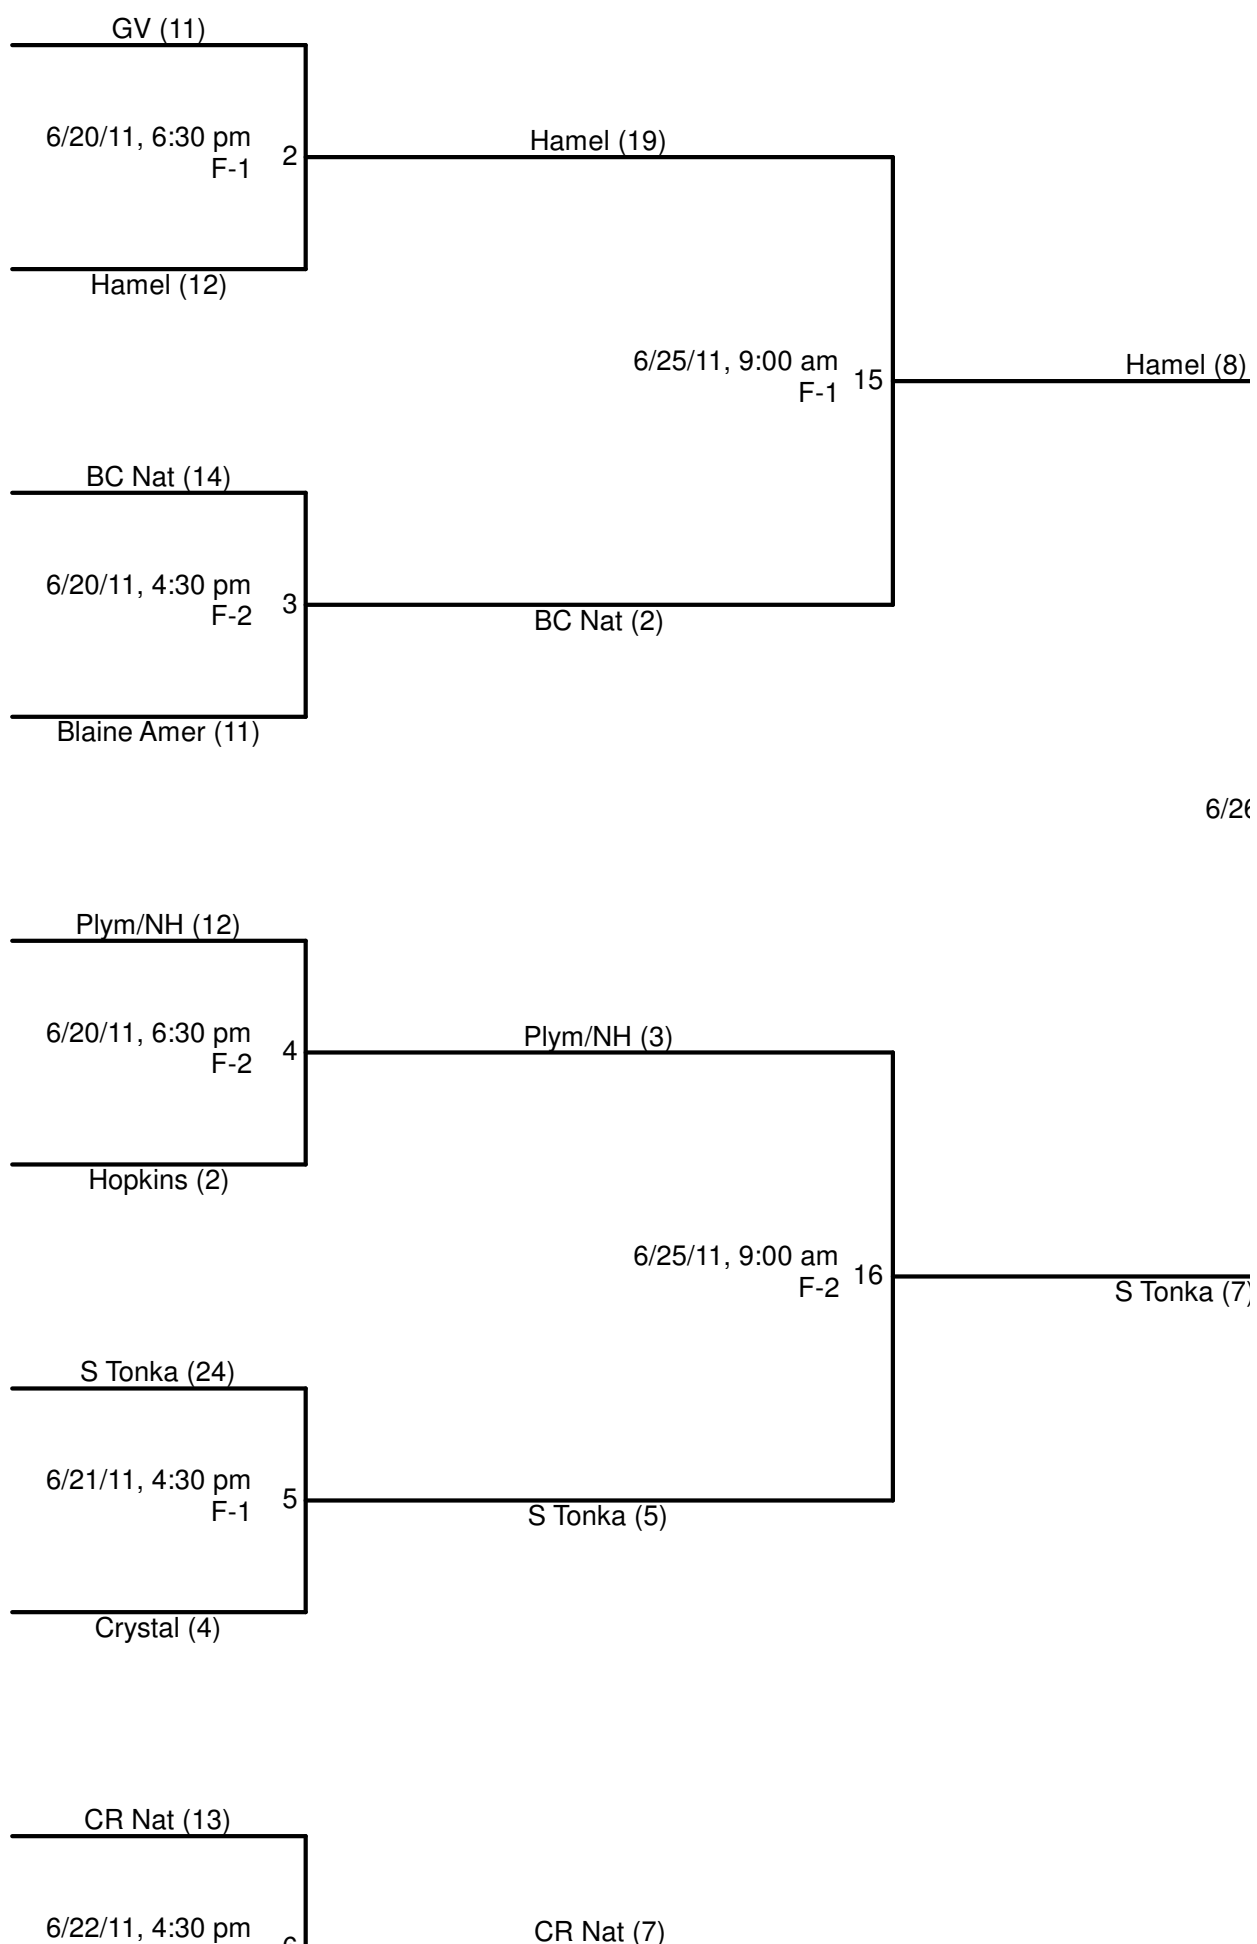 GV (11)
6/20/11, 6:30 pm
F-1
2
Hamel (19)
Hamel (12)
6/25/11, 9:00 am
F-1
15
Hamel (8)
BC Nat (14)
6/20/11, 4:30 pm
F-2
3
BC Nat (2)
Blaine Amer (11)
Plym/NH (12)
6/20/11, 6:30 pm
F-2
4
Plym/NH (3)
Hopkins (2)
6/25/11, 9:00 am
F-2
16
S Tonka (7)
S Tonka (24)
6/21/11, 4:30 pm
F-1
5
S Tonka (5)
Crystal (4)
CR Nat (13)
6/22/11, 4:30 pm
CR Nat (7)